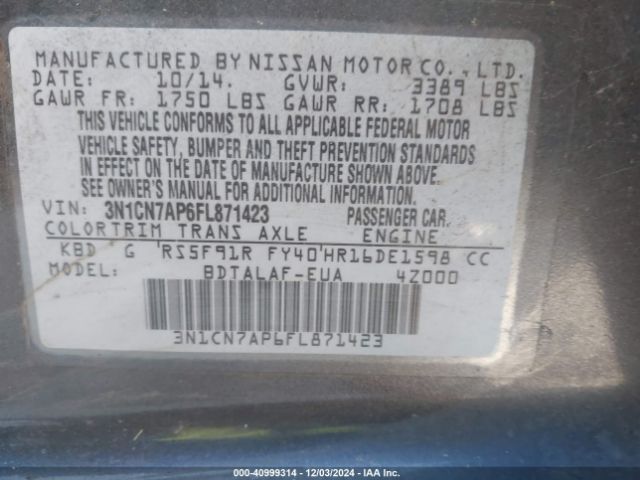 MANUFACTURED BY NISSAN MOTOR CO., LTD.
DATE: 10/14. GVWR: 3389 LBS
GAWR FR: 1750 LBS GAWR RR: 1708 LBS
THIS VEHICLE CONFORMS TO ALL APPLICABLE FEDERAL MOTOR
VEHICLE SAFETY, BUMPER AND THEFT PREVENTION STANDARDS
IN EFFECT ON THE DATE OF MANUFACTURE SHOWN ABOVE.
SEE OWNER'S MANUAL FOR ADDITIONAL INFORMATION.
VIN: 3N1CN7AP6FL871423 PASSENGER CAR
COLOR TRIM TRANS AXLE ENGINE
KBD G 'RS5F91R FY40'HR16DE1598 CC
MODEL: BDTALAF-EUA 4Z000
3N1CN7AP6FL871423
000-40999314 - 12/03/2024 - IAA Inc.